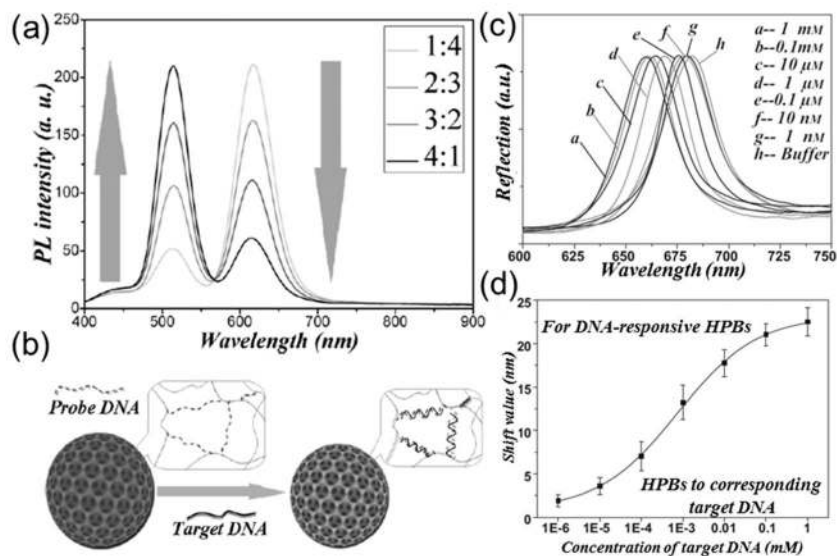 (a)
250
200
150
100
50
0
PL intensity (a. u.)
400 500 600 700 800 900
Wavelength (nm)
1:4
2:3
3:2
4:1
(b)
Probe DNA
Target DNA
(c)
Reflection (a.u.)
600 625 650 675 700 725 750
Wavelength (nm)
a
b
c
d
e
f
g
h
a-- 1 mM
b--0.1mM
c-- 10 μM
d-- 1 μM
e--0.1 μM
f-- 10 nM
g-- 1 nM
h-- Buffer
(d)
25
20
15
10
5
0
Shift value (nm)
For DNA-responsive HPBs
HPBs to corresponding
target DNA
1E-6 1E-5 1E-4 1E-3 0.01 0.1 1
Concentration of target DNA (mM)